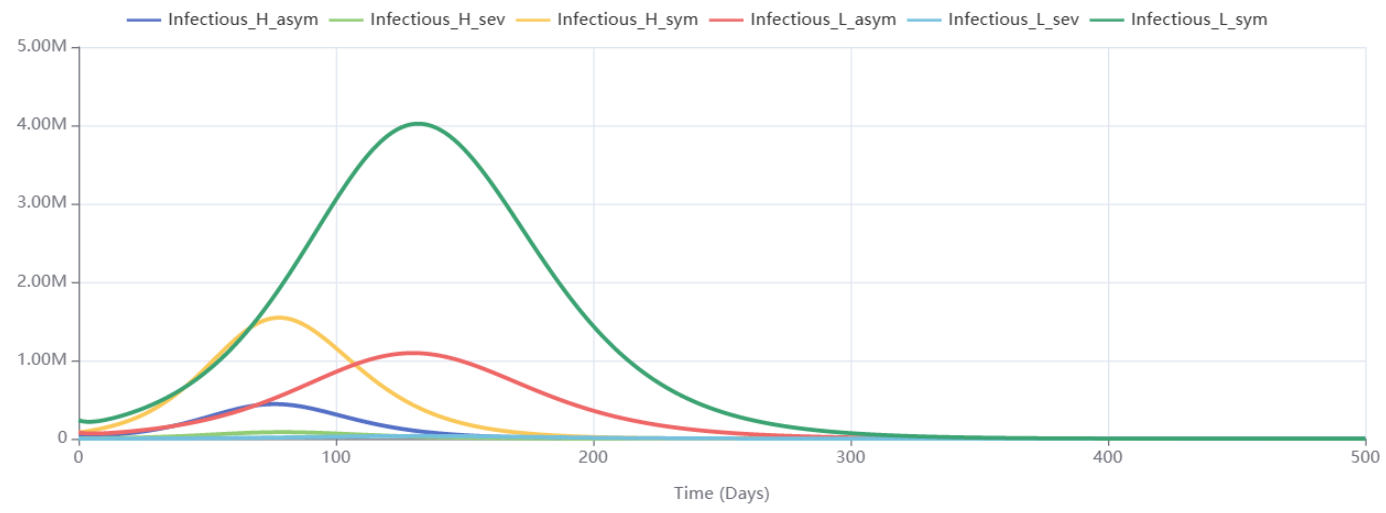 Infectious_H_asym Infectious_H_sev Infectious_H_sym Infectious_L_asym Infectious_L_sev Infectious_L_sym
5.00M
4.00M
3.00M
2.00M
1.00M
0
0 100 200 300 400 500
Time (Days)